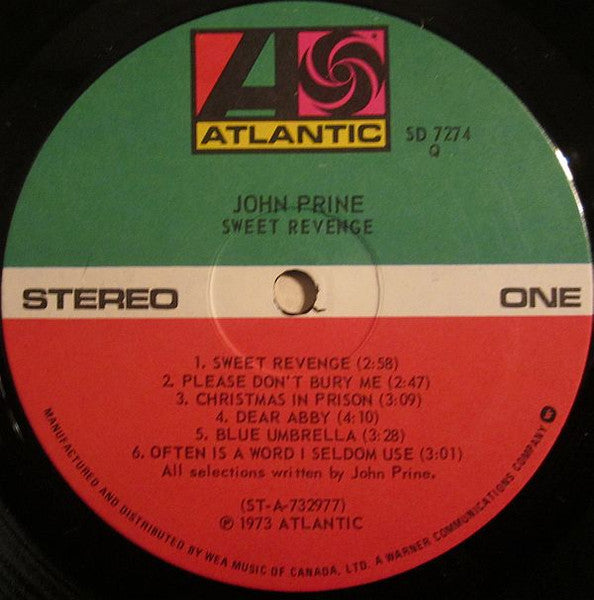 ATLANTIC
SD 7274
Q
JOHN PRINE
SWEET REVENGE
STEREO
ONE
1. SWEET REVENGE (2:58)
2. PLEASE DON'T BURY ME (2:47)
3. CHRISTMAS IN PRISON (3:09)
4. DEAR ABBY (4:10)
5. BLUE UMBRELLA (3:28)
6. OFTEN IS A WORD I SELDOM USE (3:01)
All selections written by John Prine.
(ST-A-732977)
℗ 1973 ATLANTIC
MANUFACTURED AND DISTRIBUTED BY WEA MUSIC OF CANADA, LTD. A WARNER COMMUNICATIONS COMPANY